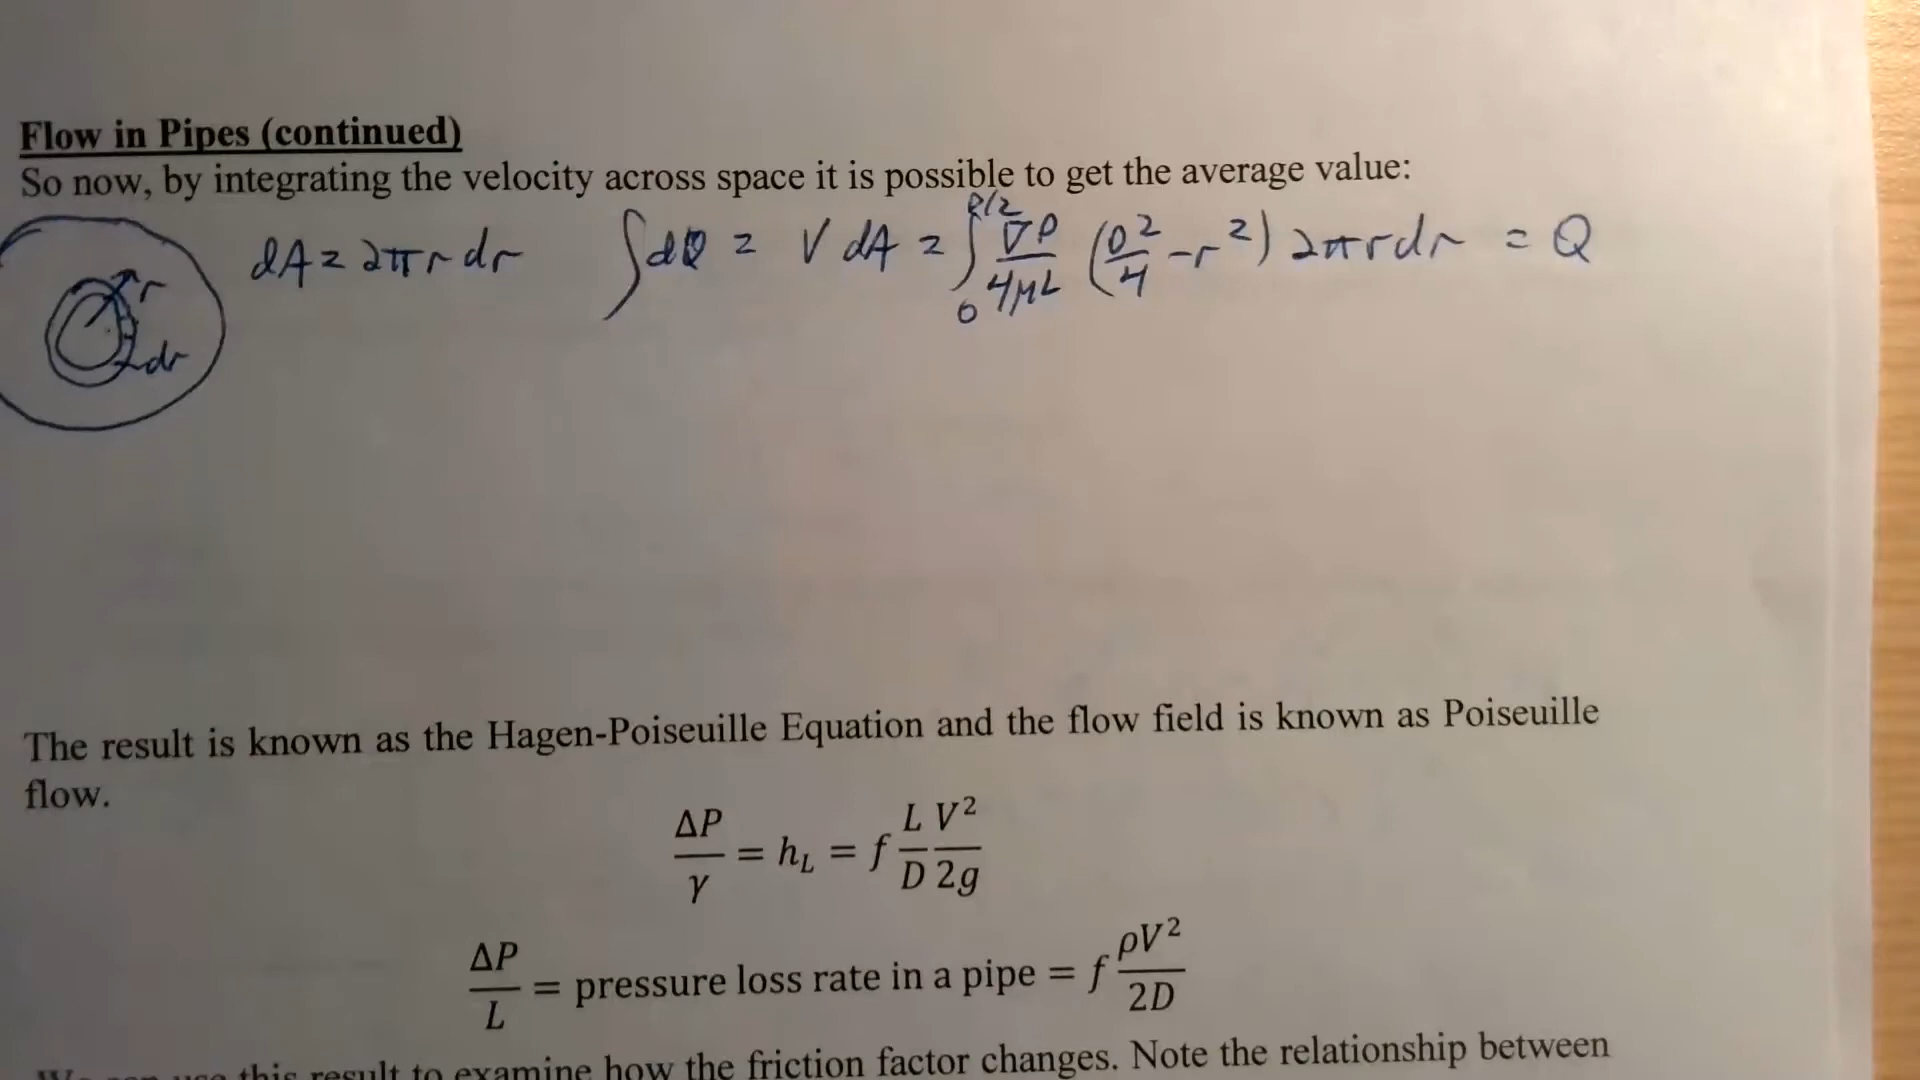 Flow in Pipes (continued)
So now, by integrating the velocity across space it is possible to get the average value:
dA = 2πr dr   ∫dQ = V dA = ∫₀^{D/2} ∇P/4μL (D²/4 − r²) 2πr dr = Q
r
dr
The result is known as the Hagen-Poiseuille Equation and the flow field is known as Poiseuille
flow.
ΔP/γ = h_L = f L/D V²/2g
ΔP/L = pressure loss rate in a pipe = f ρV²/2D
this result to examine how the friction factor changes. Note the relationship between